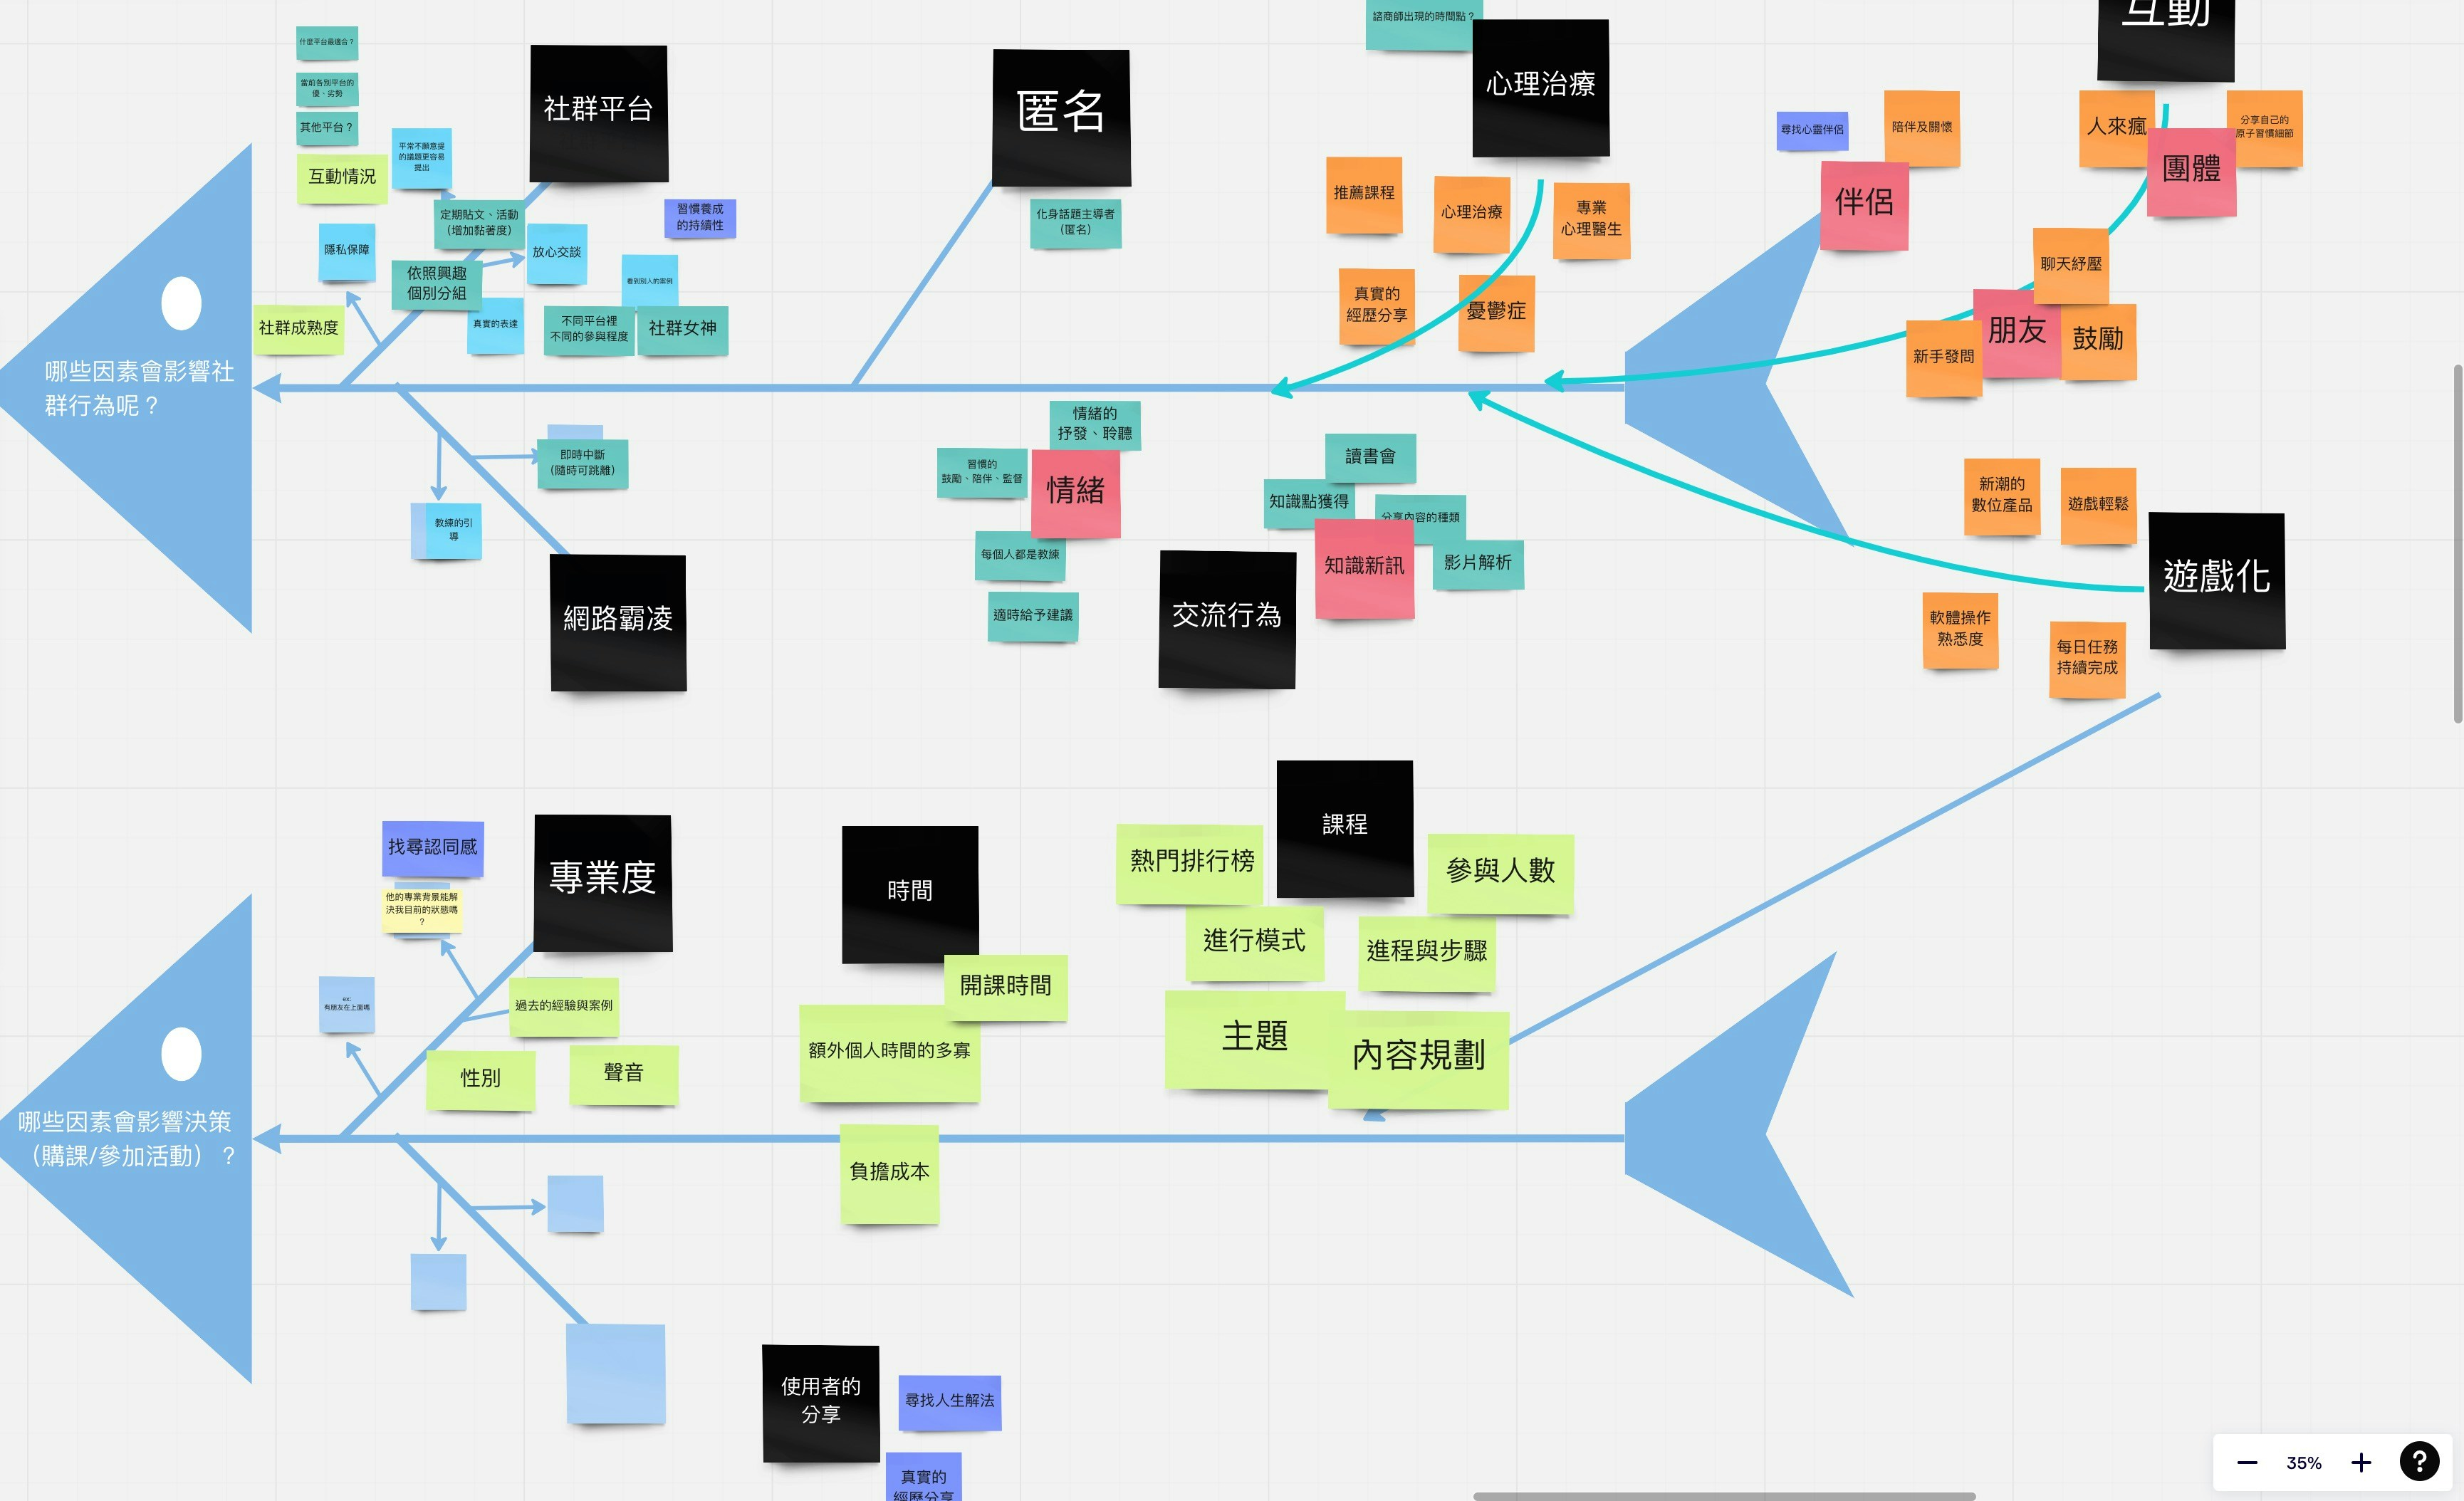 諮商師出現的時間點？
互動
什麼平台最適合？
當前各別平台的
優、劣勢
其他平台？
互動情況
平常不願意提
的議題更容易
提出
社群平台
匿名
心理治療
定期貼文、活動
（增加黏著度）
習慣養成
的持續性
隱私保障
放心交談
依照興趣
個別分組
看到別人的案例
社群成熟度
真實的表達
不同平台裡
不同的參與程度
社群女神
化身話題主導者
（匿名）
推薦課程
心理治療
專業
心理醫生
真實的
經歷分享
憂鬱症
尋找心靈伴侶
陪伴及關懷
伴侶
人來瘋
分享自己的
原子習慣細節
團體
聊天紓壓
朋友
新手發問
鼓勵
哪些因素會影響社
群行為呢？
即時中斷
（隨時可跳離）
教練的引
導
網路霸凌
情緒的
抒發、聆聽
習慣的
鼓勵、陪伴、監督
情緒
每個人都是教練
適時給予建議
讀書會
知識點獲得
分享內容的種類
知識新訊
影片解析
交流行為
新潮的
數位產品
遊戲輕鬆
遊戲化
軟體操作
熟悉度
每日任務
持續完成
找尋認同感
他的專業背景能解
決我目前的狀態嗎
？
專業度
ex:
有朋友在上面嗎
過去的經驗與案例
性別
聲音
時間
開課時間
額外個人時間的多寡
負擔成本
課程
熱門排行榜
參與人數
進行模式
進程與步驟
主題
內容規劃
哪些因素會影響決策
（購課/參加活動）？
使用者的
分享
尋找人生解法
真實的
經歷分享
35%
?